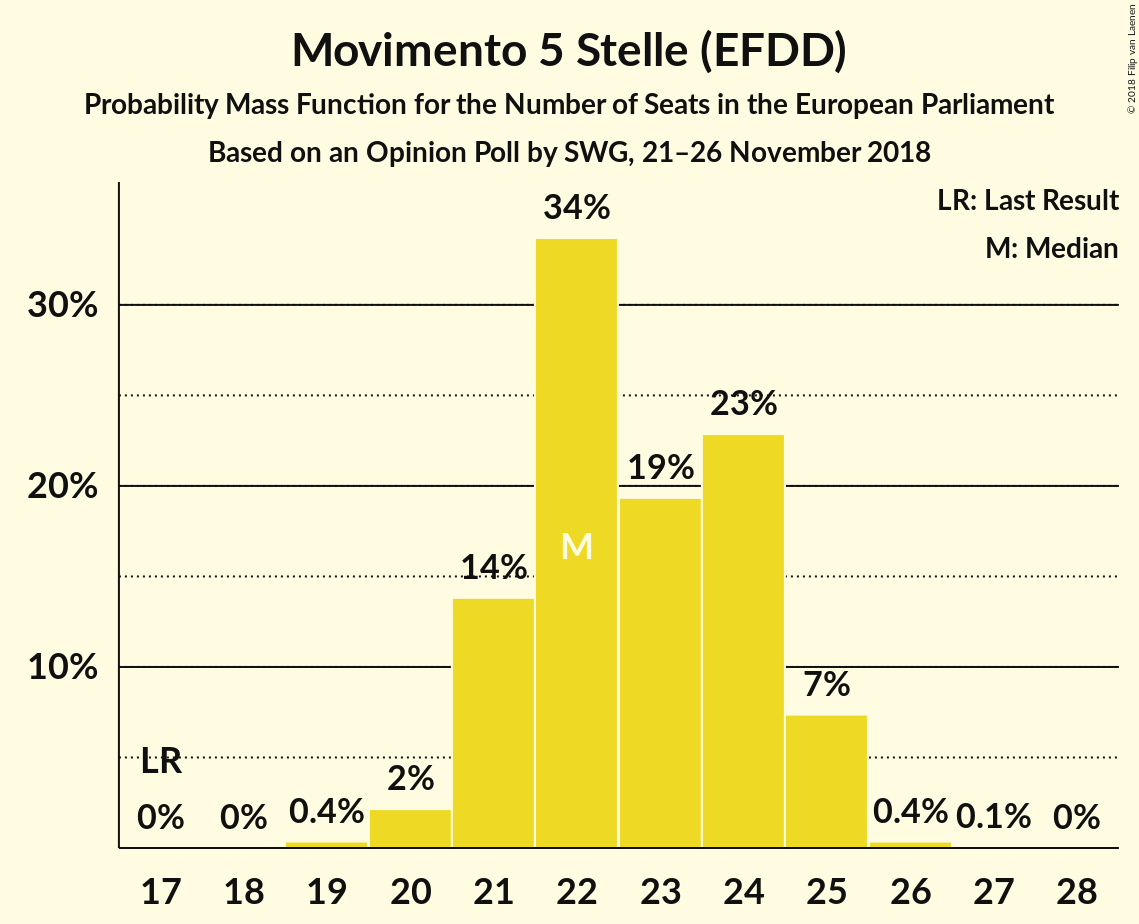 Movimento 5 Stelle (EFDD)
Probability Mass Function for the Number of Seats in the European Parliament
Based on an Opinion Poll by SWG, 21–26 November 2018
© 2018 Filip van Laenen
LR: Last Result
M: Median
34%
30%
23%
19%
20%
M
14%
10%
7%
LR
2%
0% 0% 0.4% 0.4% 0.1% 0%
17 18 19 20 21 22 23 24 25 26 27 28